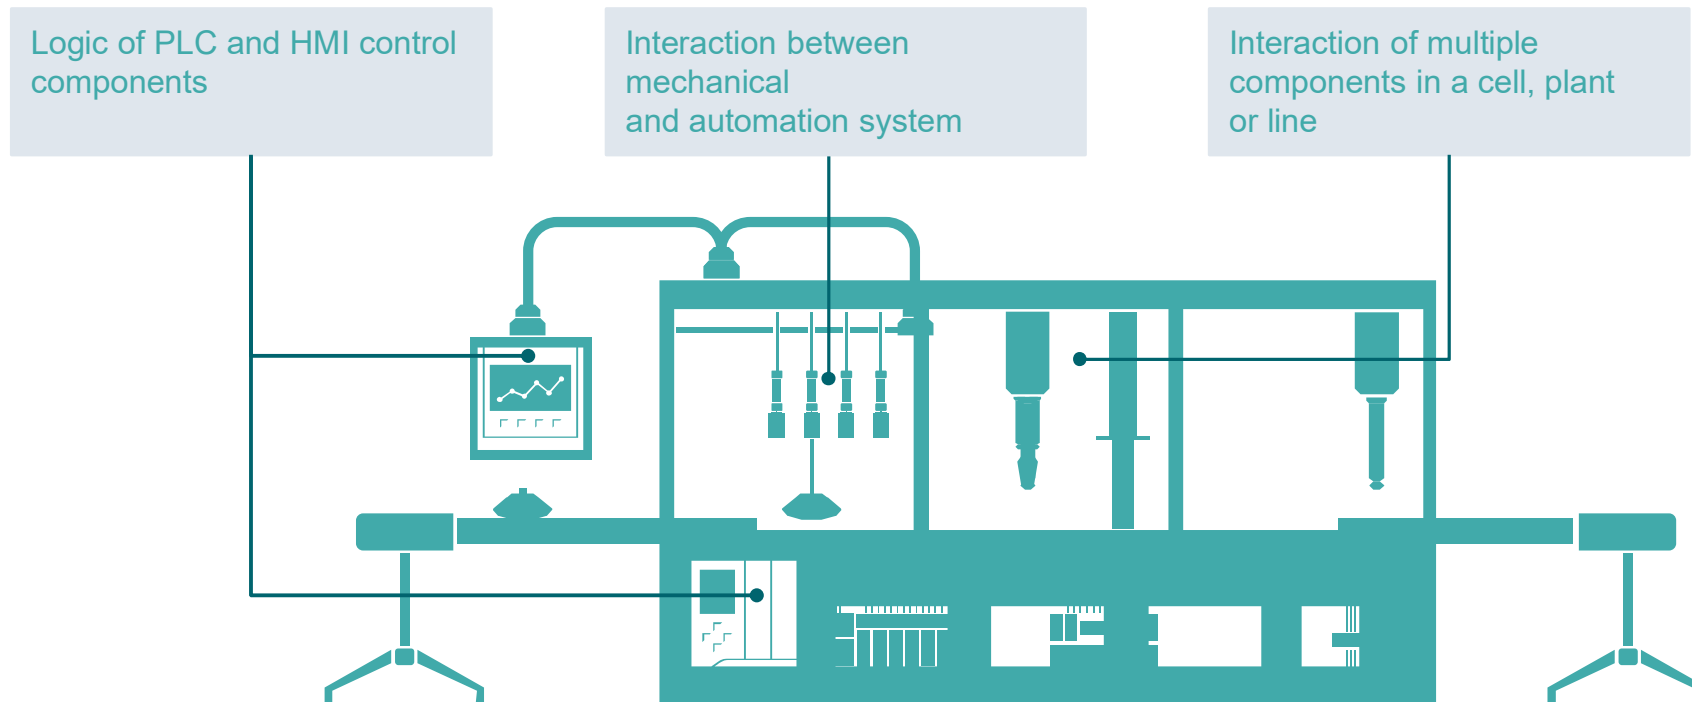 Logic of PLC and HMI control
components
Interaction between
mechanical
and automation system
Interaction of multiple
components in a cell, plant
or line